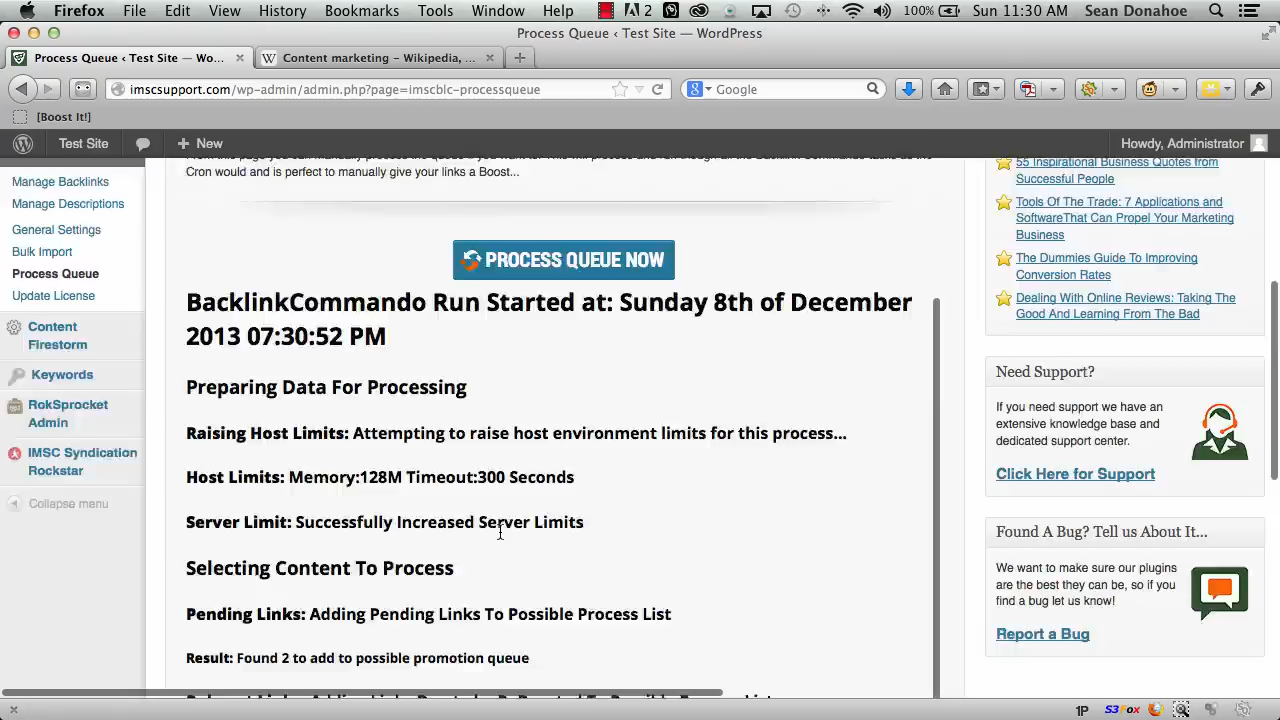 Firefox File Edit View History Bookmarks Tools Window Help 2 100% Sun 11:30 AM Sean Donahoe
Process Queue ‹ Test Site — WordPress
Process Queue ‹ Test Site — Wo... × W Content marketing – Wikipedia, ... × +
imscsupport.com/wp-admin/admin.php?page=imscblc-processqueue Google
[Boost It!]
Test Site + New Howdy, Administrator
Manage Backlinks
Manage Descriptions
General Settings
Bulk Import
Process Queue
Update License
Content
Firestorm
Keywords
RokSprocket
Admin
IMSC Syndication
Rockstar
Collapse menu
Cron would and is perfect to manually give your links a Boost...
PROCESS QUEUE NOW
BacklinkCommando Run Started at: Sunday 8th of December
2013 07:30:52 PM
Preparing Data For Processing
Raising Host Limits: Attempting to raise host environment limits for this process...
Host Limits: Memory:128M Timeout:300 Seconds
Server Limit: Successfully Increased Server Limits
Selecting Content To Process
Pending Links: Adding Pending Links To Possible Process List
Result: Found 2 to add to possible promotion queue
55 Inspirational Business Quotes from
Successful People
Tools Of The Trade: 7 Applications and
SoftwareThat Can Propel Your Marketing
Business
The Dummies Guide To Improving
Conversion Rates
Dealing With Online Reviews: Taking The
Good And Learning From The Bad
Need Support?
If you need support we have an
extensive knowledge base and
dedicated support center.
Click Here for Support
Found A Bug? Tell us About It...
We want to make sure our plugins
are the best they can be, so if you
find a bug let us know!
Report a Bug
1P S3Fox